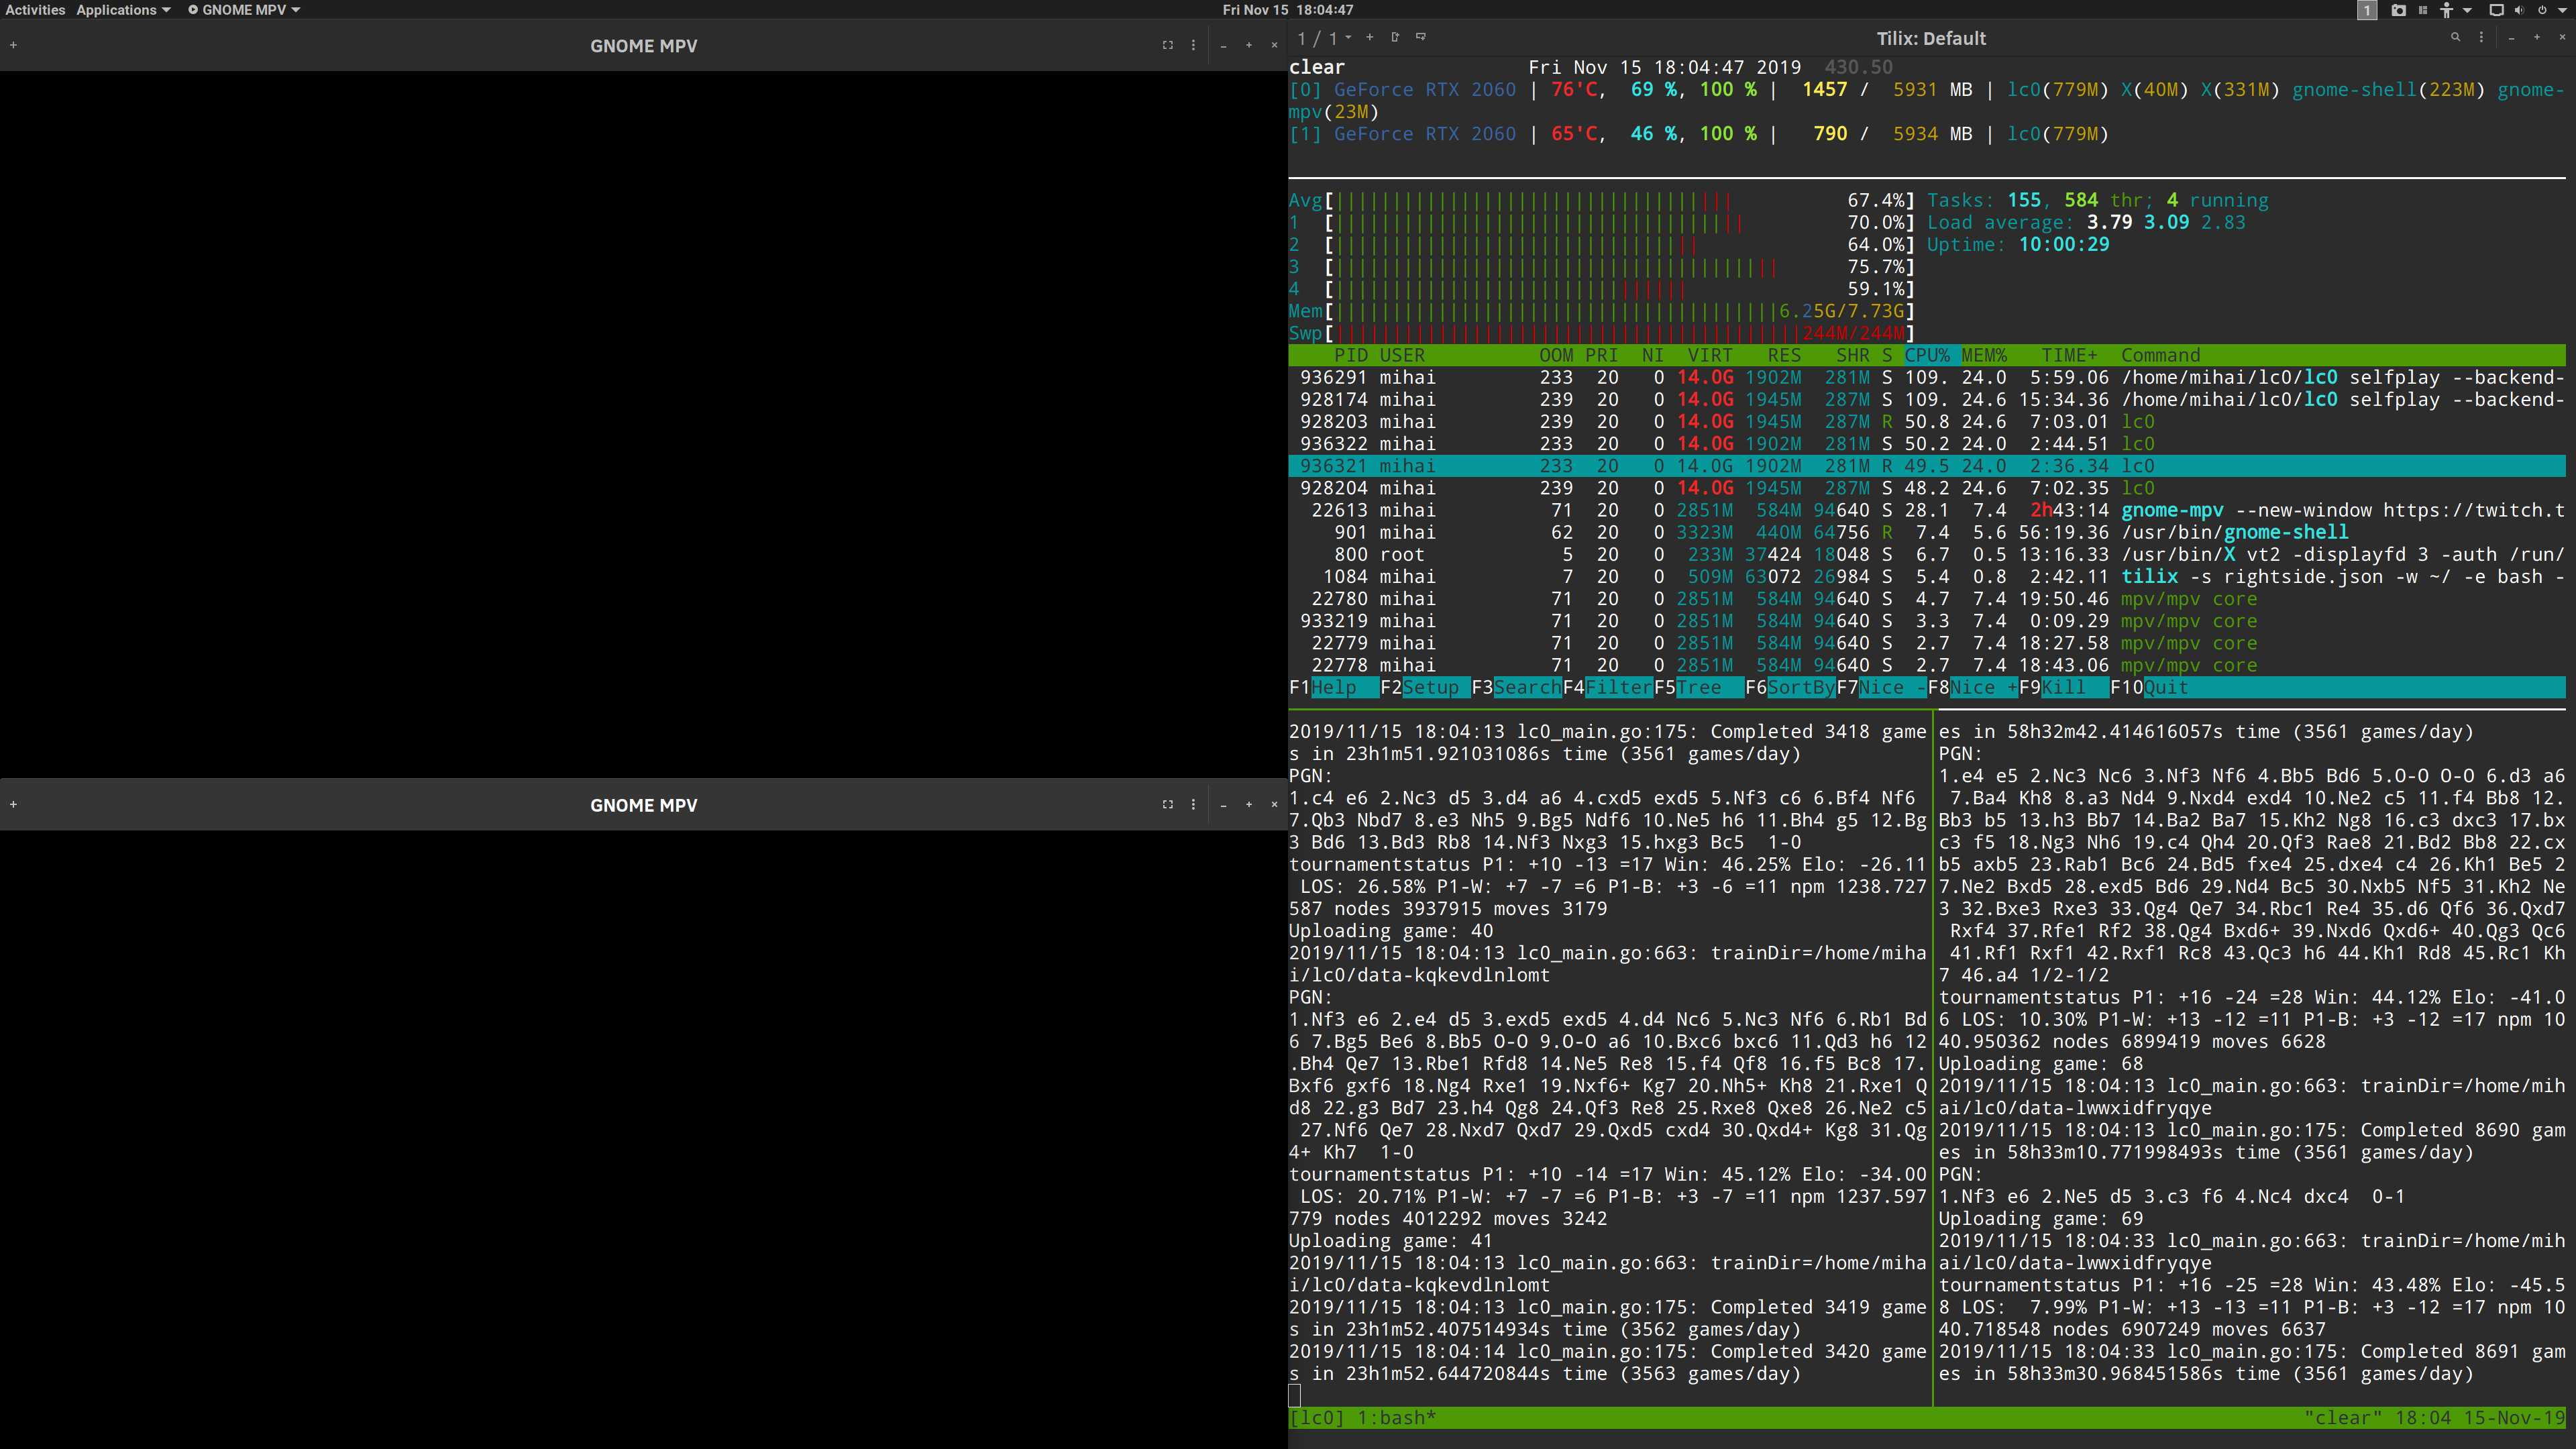 Activities Applications GNOME MPV Fri Nov 15 18:04:47 1
GNOME MPV
GNOME MPV
1 / 1 Tilix: Default
clear Fri Nov 15 18:04:47 2019 430.50
[0] GeForce RTX 2060 | 76'C, 69 %, 100 % | 1457 / 5931 MB | lc0(779M) X(40M) X(331M) gnome-shell(223M) gnome-
mpv(23M)
[1] GeForce RTX 2060 | 65'C, 46 %, 100 % | 790 / 5934 MB | lc0(779M)
Avg[ 67.4%] Tasks: 155, 584 thr; 4 running
1 [ 70.0%] Load average: 3.79 3.09 2.83
2 [ 64.0%] Uptime: 10:00:29
3 [ 75.7%]
4 [ 59.1%]
Mem[ 6.25G/7.73G]
Swp[ 244M/244M]
PID USER OOM PRI NI VIRT RES SHR S CPU% MEM% TIME+ Command
936291 mihai 233 20 0 14.0G 1902M 281M S 109. 24.0 5:59.06 /home/mihai/lc0/lc0 selfplay --backend-
928174 mihai 239 20 0 14.0G 1945M 287M S 109. 24.6 15:34.36 /home/mihai/lc0/lc0 selfplay --backend-
928203 mihai 239 20 0 14.0G 1945M 287M R 50.8 24.6 7:03.01 lc0
936322 mihai 233 20 0 14.0G 1902M 281M S 50.2 24.0 2:44.51 lc0
936321 mihai 233 20 0 14.0G 1902M 281M R 49.5 24.0 2:36.34 lc0
928204 mihai 239 20 0 14.0G 1945M 287M S 48.2 24.6 7:02.35 lc0
22613 mihai 71 20 0 2851M 584M 94640 S 28.1 7.4 2h43:14 gnome-mpv --new-window https://twitch.t
901 mihai 62 20 0 3323M 440M 64756 R 7.4 5.6 56:19.36 /usr/bin/gnome-shell
800 root 5 20 0 233M 37424 18048 S 6.7 0.5 13:16.33 /usr/bin/X vt2 -displayfd 3 -auth /run/
1084 mihai 7 20 0 509M 63072 26984 S 5.4 0.8 2:42.11 tilix -s rightside.json -w ~/ -e bash -
22780 mihai 71 20 0 2851M 584M 94640 S 4.7 7.4 19:50.46 mpv/mpv core
933219 mihai 71 20 0 2851M 584M 94640 S 3.3 7.4 0:09.29 mpv/mpv core
22779 mihai 71 20 0 2851M 584M 94640 S 2.7 7.4 18:27.58 mpv/mpv core
22778 mihai 71 20 0 2851M 584M 94640 S 2.7 7.4 18:43.06 mpv/mpv core
F1Help F2Setup F3SearchF4FilterF5Tree F6SortByF7Nice -F8Nice +F9Kill F10Quit
2019/11/15 18:04:13 lc0_main.go:175: Completed 3418 game
s in 23h1m51.921031086s time (3561 games/day)
PGN:
1.c4 e6 2.Nc3 d5 3.d4 a6 4.cxd5 exd5 5.Nf3 c6 6.Bf4 Nf6
7.Qb3 Nbd7 8.e3 Nh5 9.Bg5 Ndf6 10.Ne5 h6 11.Bh4 g5 12.Bg
3 Bd6 13.Bd3 Rb8 14.Nf3 Nxg3 15.hxg3 Bc5 1-0
tournamentstatus P1: +10 -13 =17 Win: 46.25% Elo: -26.11
LOS: 26.58% P1-W: +7 -7 =6 P1-B: +3 -6 =11 npm 1238.727
587 nodes 3937915 moves 3179
Uploading game: 40
2019/11/15 18:04:13 lc0_main.go:663: trainDir=/home/miha
i/lc0/data-kqkevdlnlomt
PGN:
1.Nf3 e6 2.e4 d5 3.exd5 exd5 4.d4 Nc6 5.Nc3 Nf6 6.Rb1 Bd
6 7.Bg5 Be6 8.Bb5 O-O 9.O-O a6 10.Bxc6 bxc6 11.Qd3 h6 12
.Bh4 Qe7 13.Rbe1 Rfd8 14.Ne5 Re8 15.f4 Qf8 16.f5 Bc8 17.
Bxf6 gxf6 18.Ng4 Rxe1 19.Nxf6+ Kg7 20.Nh5+ Kh8 21.Rxe1 Q
d8 22.g3 Bd7 23.h4 Qg8 24.Qf3 Re8 25.Rxe8 Qxe8 26.Ne2 c5
27.Nf6 Qe7 28.Nxd7 Qxd7 29.Qxd5 cxd4 30.Qxd4+ Kg8 31.Qg
4+ Kh7 1-0
tournamentstatus P1: +10 -14 =17 Win: 45.12% Elo: -34.00
LOS: 20.71% P1-W: +7 -7 =6 P1-B: +3 -7 =11 npm 1237.597
779 nodes 4012292 moves 3242
Uploading game: 41
2019/11/15 18:04:13 lc0_main.go:663: trainDir=/home/miha
i/lc0/data-kqkevdlnlomt
2019/11/15 18:04:13 lc0_main.go:175: Completed 3419 game
s in 23h1m52.407514934s time (3562 games/day)
2019/11/15 18:04:14 lc0_main.go:175: Completed 3420 game
s in 23h1m52.644720844s time (3563 games/day)
es in 58h32m42.414616057s time (3561 games/day)
PGN:
1.e4 e5 2.Nc3 Nc6 3.Nf3 Nf6 4.Bb5 Bd6 5.O-O O-O 6.d3 a6
7.Ba4 Kh8 8.a3 Nd4 9.Nxd4 exd4 10.Ne2 c5 11.f4 Bb8 12.
Bb3 b5 13.h3 Bb7 14.Ba2 Ba7 15.Kh2 Ng8 16.c3 dxc3 17.bx
c3 f5 18.Ng3 Nh6 19.c4 Qh4 20.Qf3 Rae8 21.Bd2 Bb8 22.cx
b5 axb5 23.Rab1 Bc6 24.Bd5 fxe4 25.dxe4 c4 26.Kh1 Be5 2
7.Ne2 Bxd5 28.exd5 Bd6 29.Nd4 Bc5 30.Nxb5 Nf5 31.Kh2 Ne
3 32.Bxe3 Rxe3 33.Qg4 Qe7 34.Rbc1 Re4 35.d6 Qf6 36.Qxd7
Rxf4 37.Rfe1 Rf2 38.Qg4 Bxd6+ 39.Nxd6 Qxd6+ 40.Qg3 Qc6
41.Rf1 Rxf1 42.Rxf1 Rc8 43.Qc3 h6 44.Kh1 Rd8 45.Rc1 Kh
7 46.a4 1/2-1/2
tournamentstatus P1: +16 -24 =28 Win: 44.12% Elo: -41.0
6 LOS: 10.30% P1-W: +13 -12 =11 P1-B: +3 -12 =17 npm 10
40.950362 nodes 6899419 moves 6628
Uploading game: 68
2019/11/15 18:04:13 lc0_main.go:663: trainDir=/home/mih
ai/lc0/data-lwwxidfryqye
2019/11/15 18:04:13 lc0_main.go:175: Completed 8690 gam
es in 58h33m10.771998493s time (3561 games/day)
PGN:
1.Nf3 e6 2.Ne5 d5 3.c3 f6 4.Nc4 dxc4 0-1
Uploading game: 69
2019/11/15 18:04:33 lc0_main.go:663: trainDir=/home/mih
ai/lc0/data-lwwxidfryqye
tournamentstatus P1: +16 -25 =28 Win: 43.48% Elo: -45.5
8 LOS: 7.99% P1-W: +13 -13 =11 P1-B: +3 -12 =17 npm 10
40.718548 nodes 6907249 moves 6637
2019/11/15 18:04:33 lc0_main.go:175: Completed 8691 gam
es in 58h33m30.968451586s time (3561 games/day)
[lc0] 1:bash* "clear" 18:04 15-Nov-19